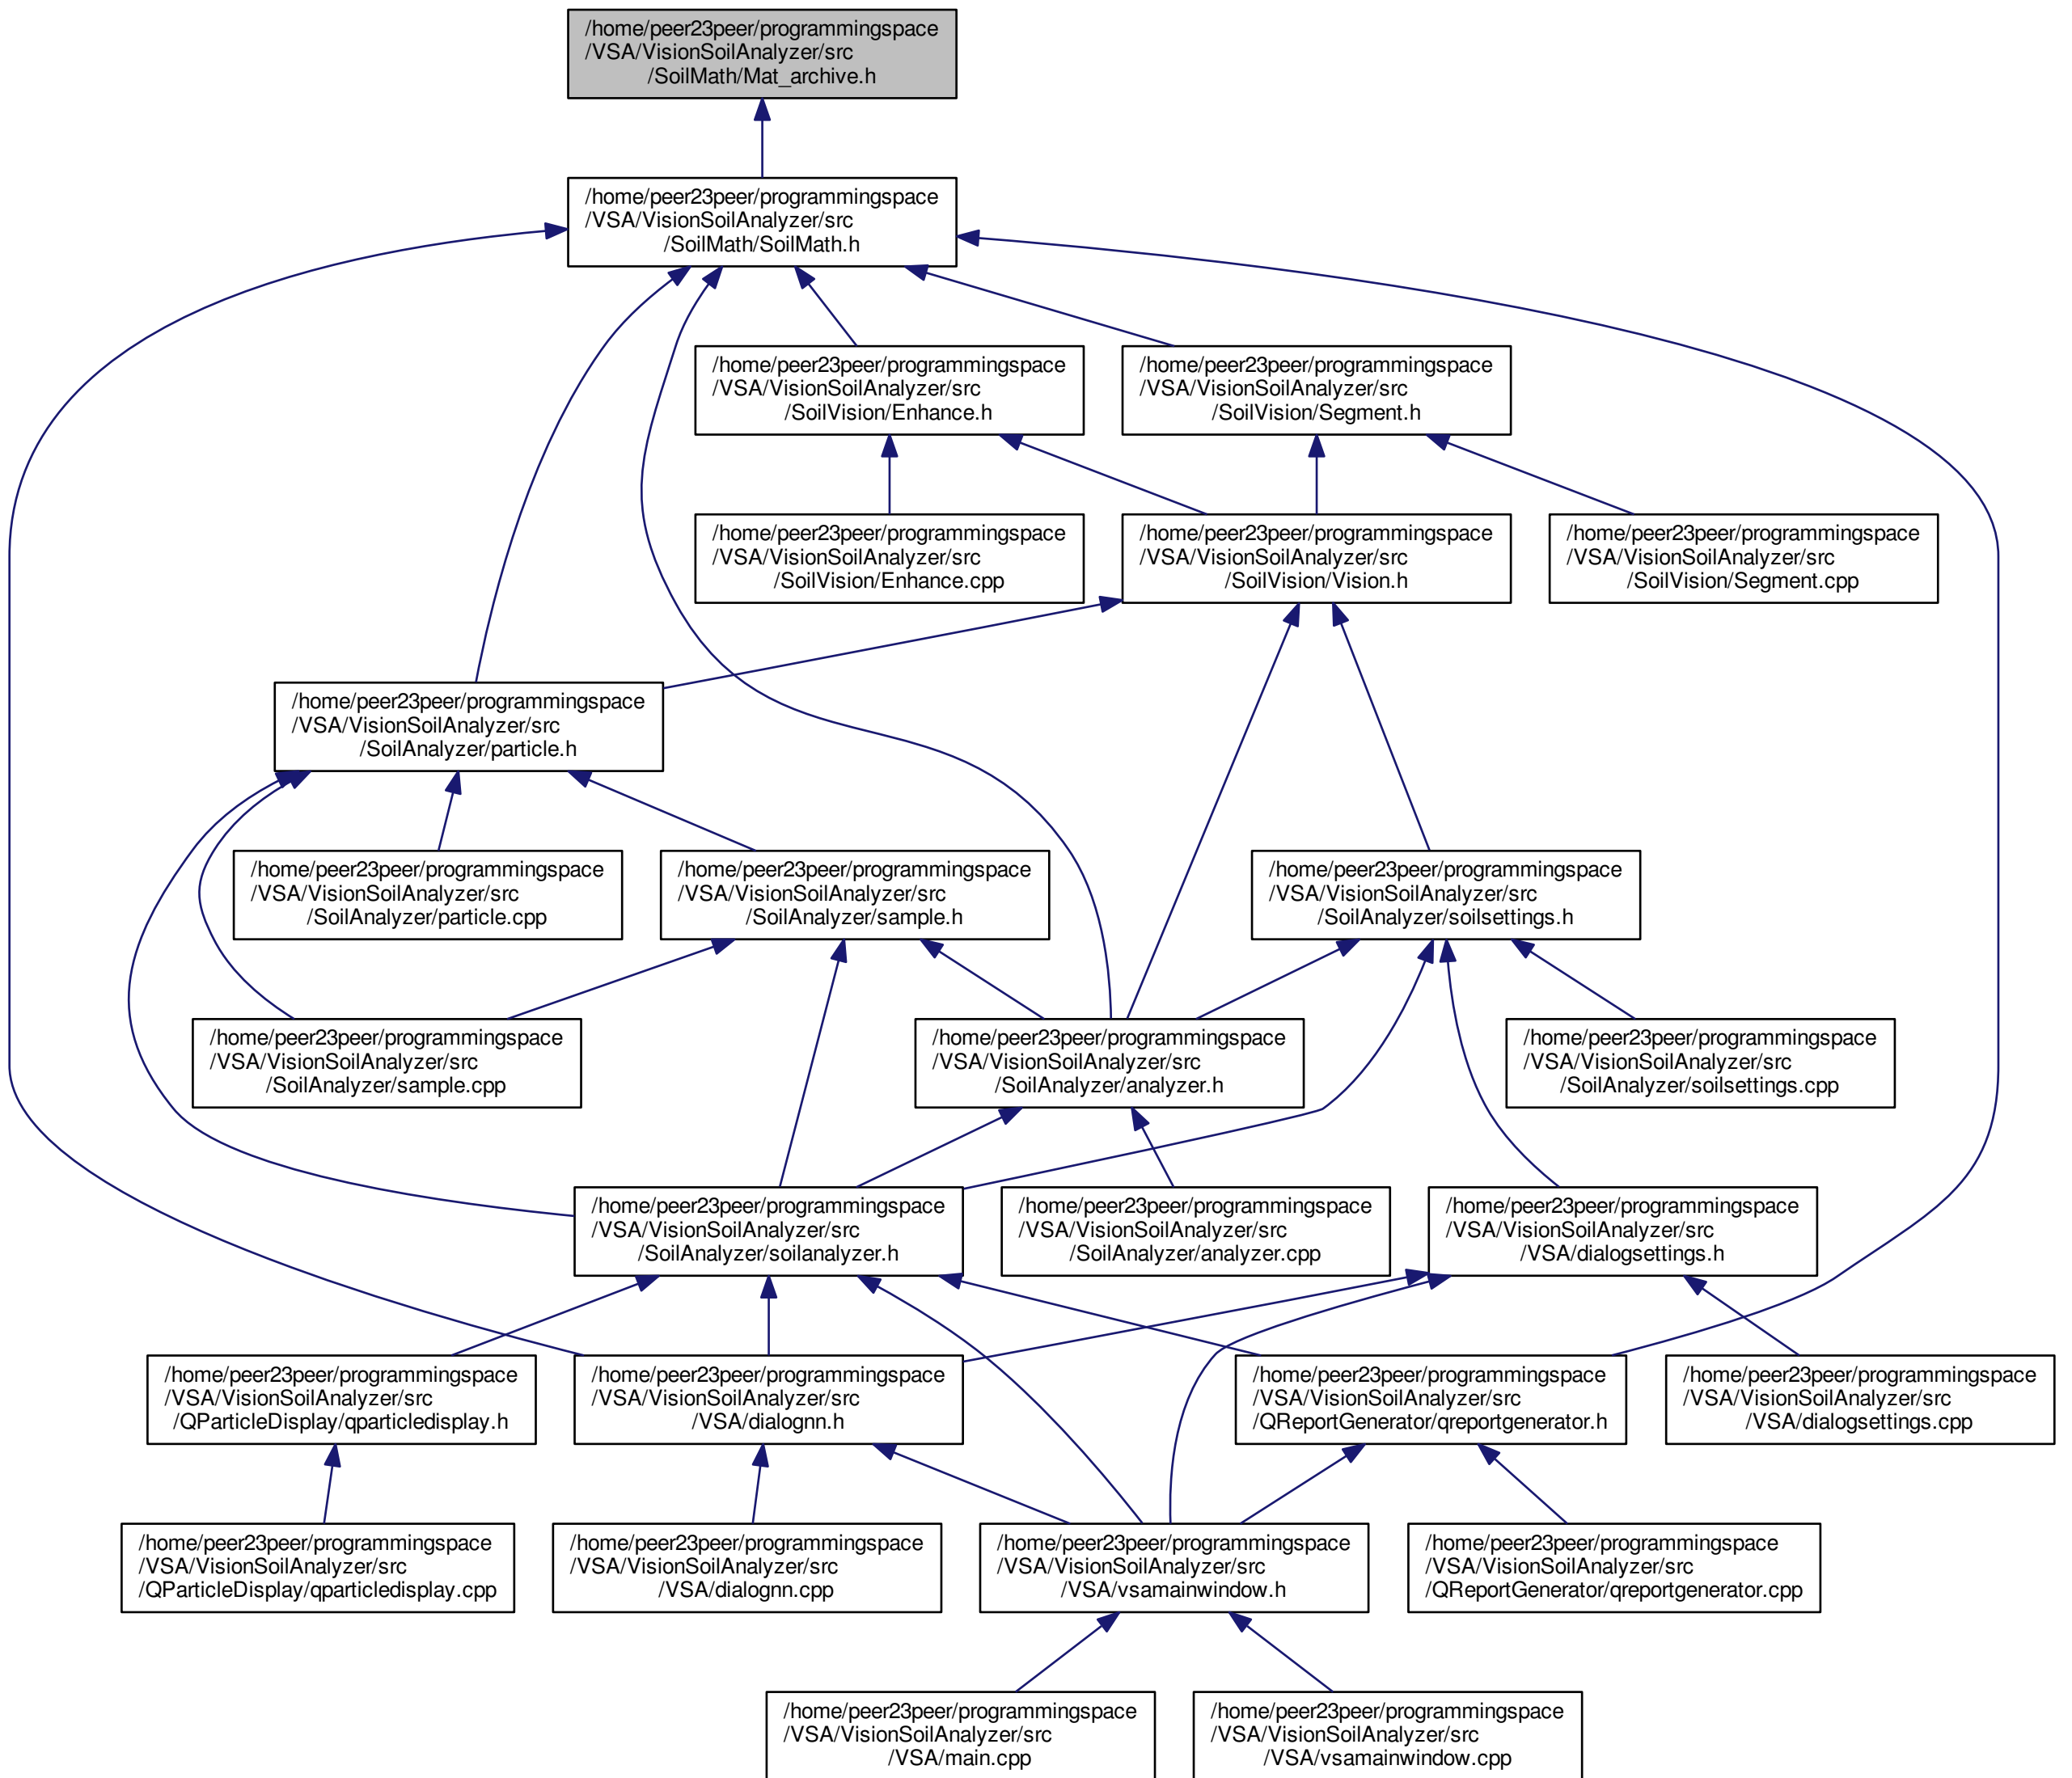 /home/peer23peer/programmingspace
/VSA/VisionSoilAnalyzer/src
/SoilMath/Mat_archive.h
/home/peer23peer/programmingspace
/VSA/VisionSoilAnalyzer/src
/SoilMath/SoilMath.h
/home/peer23peer/programmingspace
/VSA/VisionSoilAnalyzer/src
/SoilVision/Enhance.h
/home/peer23peer/programmingspace
/VSA/VisionSoilAnalyzer/src
/SoilVision/Segment.h
/home/peer23peer/programmingspace
/VSA/VisionSoilAnalyzer/src
/SoilVision/Enhance.cpp
/home/peer23peer/programmingspace
/VSA/VisionSoilAnalyzer/src
/SoilVision/Vision.h
/home/peer23peer/programmingspace
/VSA/VisionSoilAnalyzer/src
/SoilVision/Segment.cpp
/home/peer23peer/programmingspace
/VSA/VisionSoilAnalyzer/src
/SoilAnalyzer/particle.h
/home/peer23peer/programmingspace
/VSA/VisionSoilAnalyzer/src
/SoilAnalyzer/particle.cpp
/home/peer23peer/programmingspace
/VSA/VisionSoilAnalyzer/src
/SoilAnalyzer/sample.h
/home/peer23peer/programmingspace
/VSA/VisionSoilAnalyzer/src
/SoilAnalyzer/soilsettings.h
/home/peer23peer/programmingspace
/VSA/VisionSoilAnalyzer/src
/SoilAnalyzer/sample.cpp
/home/peer23peer/programmingspace
/VSA/VisionSoilAnalyzer/src
/SoilAnalyzer/analyzer.h
/home/peer23peer/programmingspace
/VSA/VisionSoilAnalyzer/src
/SoilAnalyzer/soilsettings.cpp
/home/peer23peer/programmingspace
/VSA/VisionSoilAnalyzer/src
/SoilAnalyzer/soilanalyzer.h
/home/peer23peer/programmingspace
/VSA/VisionSoilAnalyzer/src
/SoilAnalyzer/analyzer.cpp
/home/peer23peer/programmingspace
/VSA/VisionSoilAnalyzer/src
/VSA/dialogsettings.h
/home/peer23peer/programmingspace
/VSA/VisionSoilAnalyzer/src
/QParticleDisplay/qparticledisplay.h
/home/peer23peer/programmingspace
/VSA/VisionSoilAnalyzer/src
/VSA/dialognn.h
/home/peer23peer/programmingspace
/VSA/VisionSoilAnalyzer/src
/QReportGenerator/qreportgenerator.h
/home/peer23peer/programmingspace
/VSA/VisionSoilAnalyzer/src
/VSA/dialogsettings.cpp
/home/peer23peer/programmingspace
/VSA/VisionSoilAnalyzer/src
/QParticleDisplay/qparticledisplay.cpp
/home/peer23peer/programmingspace
/VSA/VisionSoilAnalyzer/src
/VSA/dialognn.cpp
/home/peer23peer/programmingspace
/VSA/VisionSoilAnalyzer/src
/VSA/vsamainwindow.h
/home/peer23peer/programmingspace
/VSA/VisionSoilAnalyzer/src
/QReportGenerator/qreportgenerator.cpp
/home/peer23peer/programmingspace
/VSA/VisionSoilAnalyzer/src
/VSA/main.cpp
/home/peer23peer/programmingspace
/VSA/VisionSoilAnalyzer/src
/VSA/vsamainwindow.cpp